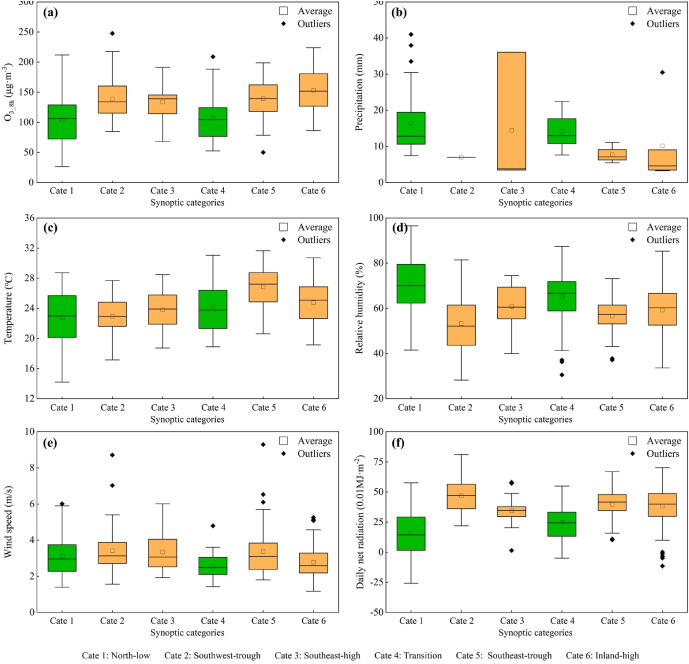 (a)
□ Average
◆ Outliers
O3_8h (μg·m-3)
300
250
200
150
100
50
0
Cate 1 Cate 2 Cate 3 Cate 4 Cate 5 Cate 6
Synoptic categories
(b)
□ Average
◆ Outliers
Precipitation (mm)
50
40
30
20
10
0
Cate 1 Cate 2 Cate 3 Cate 4 Cate 5 Cate 6
Synoptic categories
(c)
□ Average
◆ Outliers
Temperature (℃)
36
32
28
24
20
16
12
Cate 1 Cate 2 Cate 3 Cate 4 Cate 5 Cate 6
Synoptic categories
(d)
□ Average
◆ Outliers
Relative humidity (%)
100
80
60
40
20
Cate 1 Cate 2 Cate 3 Cate 4 Cate 5 Cate 6
Synoptic categories
(e)
□ Average
◆ Outliers
Wind speed (m/s)
10
8
6
4
2
0
Cate 1 Cate 2 Cate 3 Cate 4 Cate 5 Cate 6
Synoptic categories
(f)
□ Average
◆ Outliers
Daily net radiation (0.01MJ·m-2)
100
75
50
25
0
-25
-50
Cate 1 Cate 2 Cate 3 Cate 4 Cate 5 Cate 6
Synoptic categories
Cate 1: North-low Cate 2: Southwest-trough Cate 3: Southeast-high Cate 4: Transition Cate 5: Southeast-trough Cate 6: Inland-high